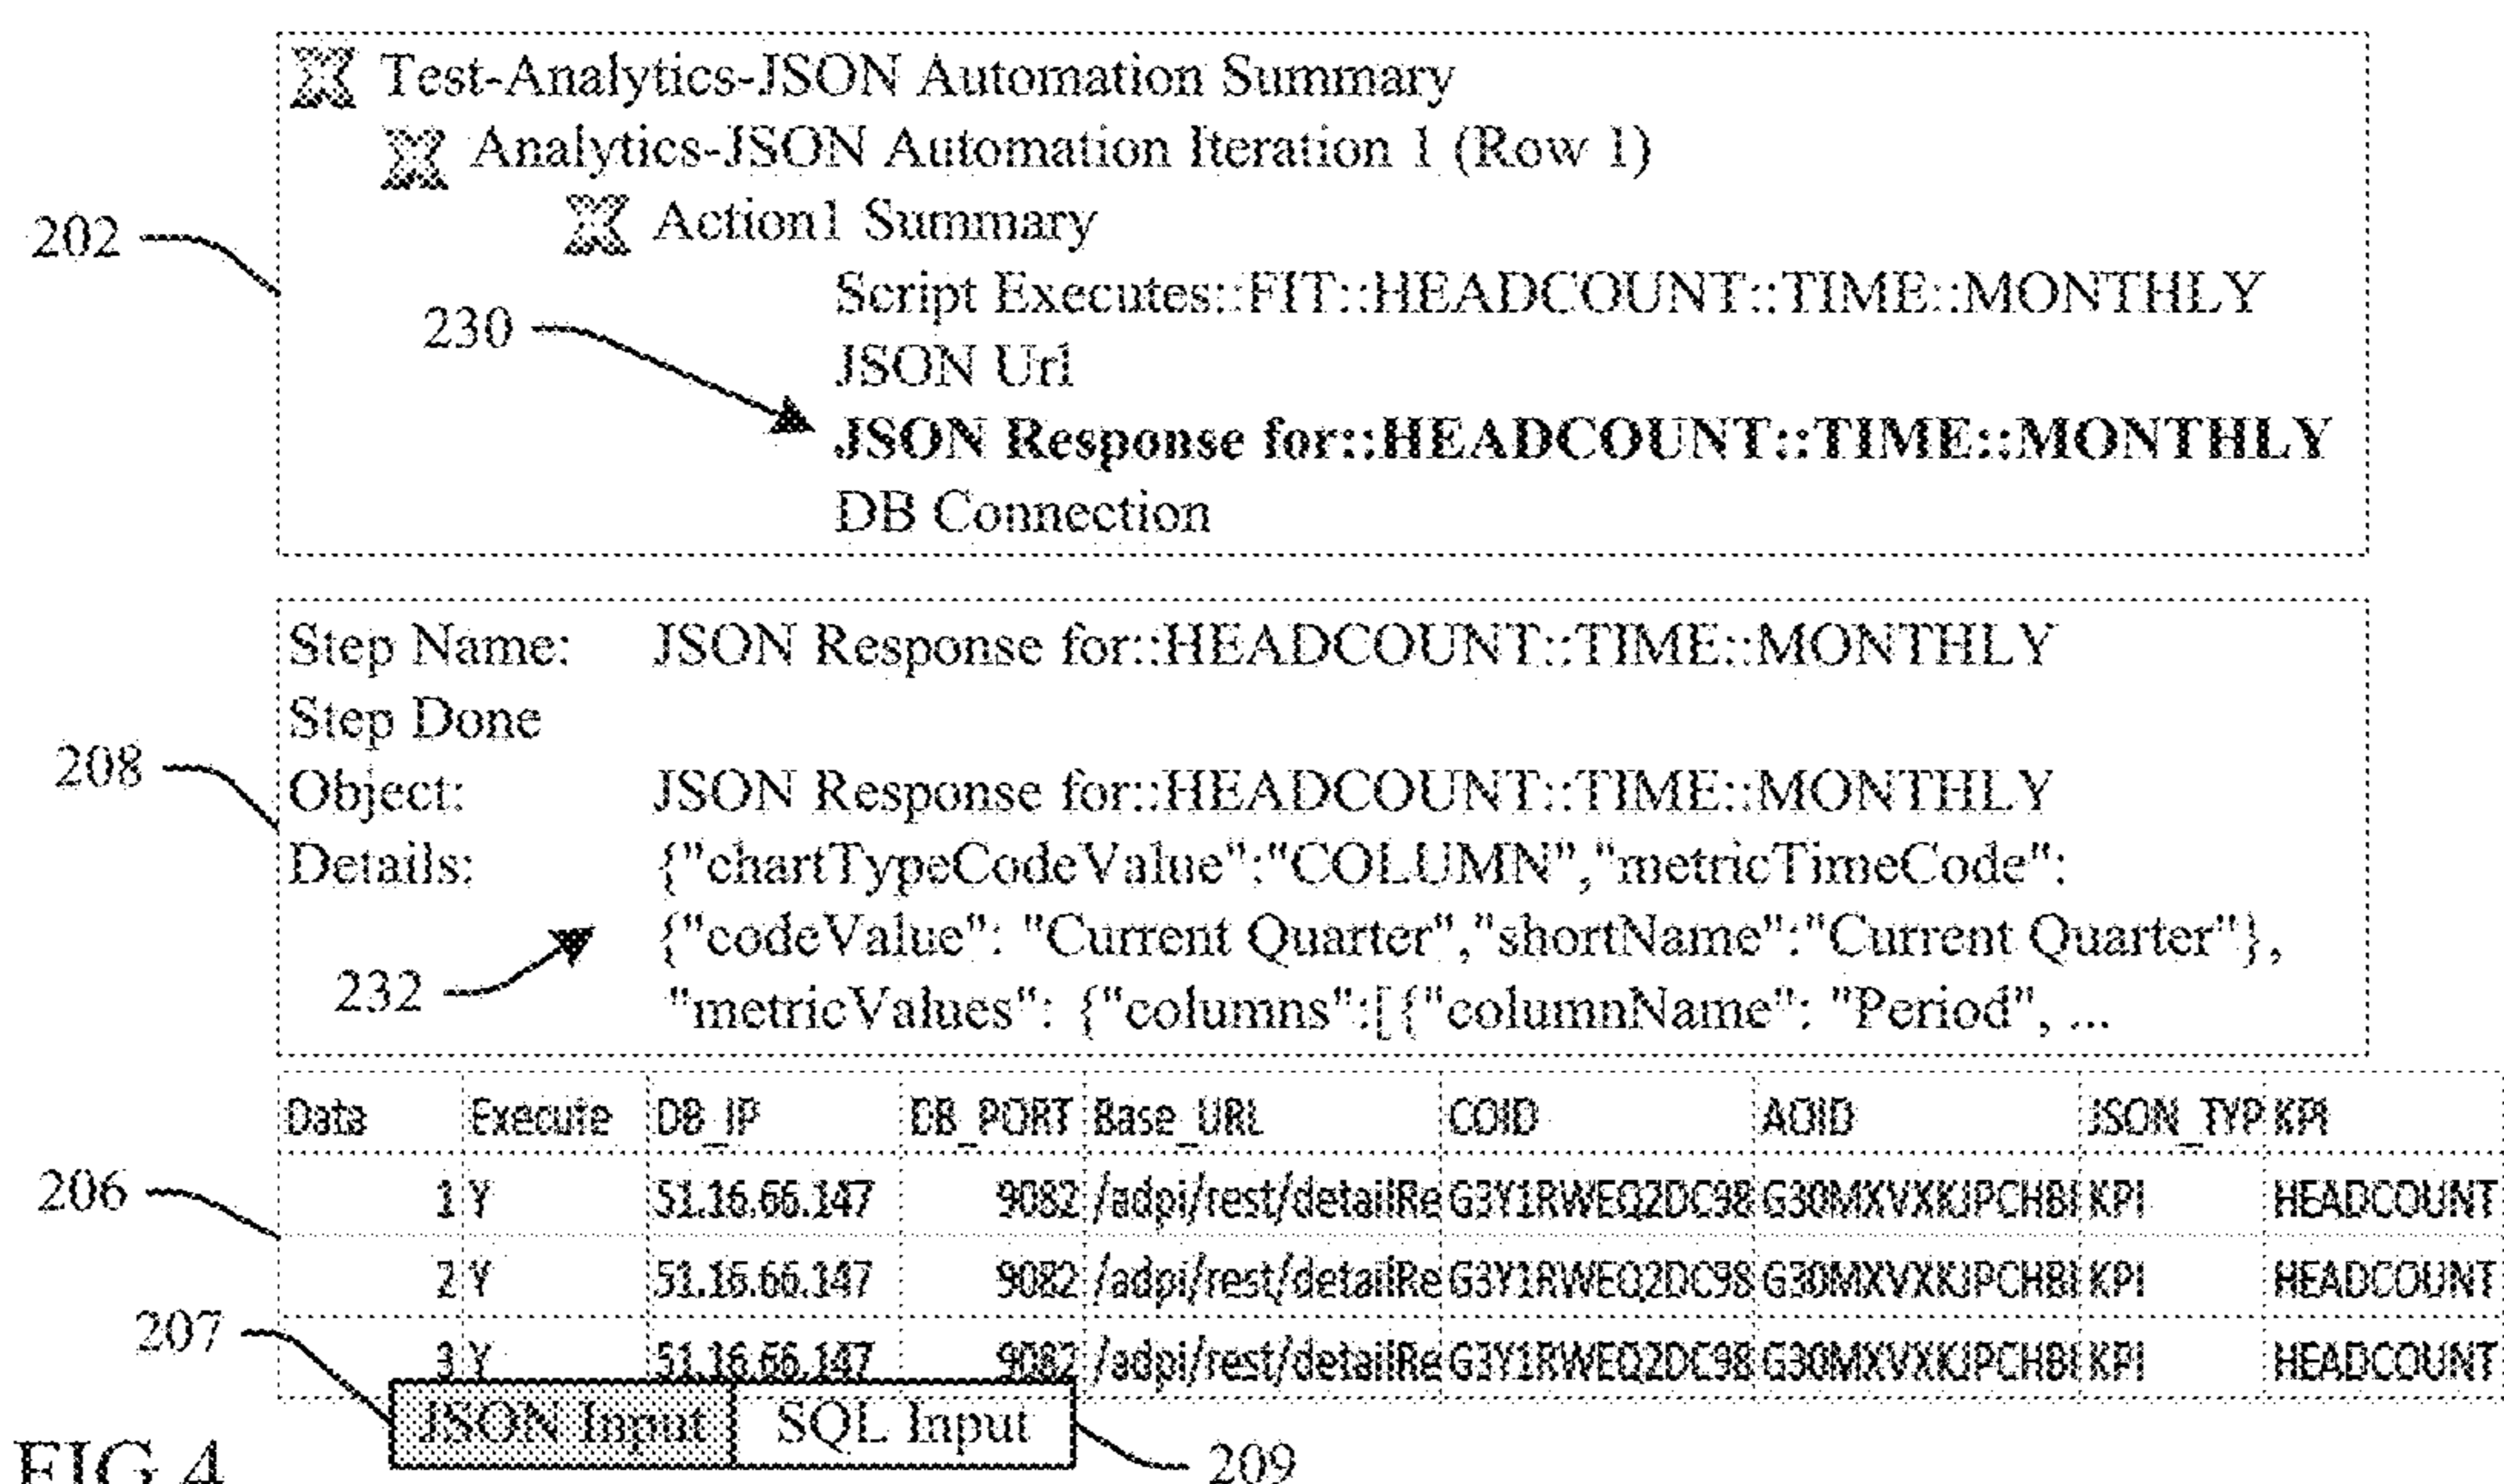 Test-Analytics-JSON Automation Summary
Analytics-JSON Automation Iteration 1 (Row 1)
202 Action1 Summary
Script Executes::FIT::HEADCOUNT::TIME::MONTHLY
230
JSON Url
JSON Response for::HEADCOUNT::TIME::MONTHLY
DB Connection
Step Name: JSON Response for::HEADCOUNT::TIME::MONTHLY
Step Done
208
Object: JSON Response for::HEADCOUNT::TIME::MONTHLY
Details: {"chartTypeCodeValue":"COLUMN","metricTimeCode":
{"codeValue": "Current Quarter","shortName":"Current Quarter"},
232 "metricValues": {"columns":[{"columnName": "Period", ...
Data Execute DB_IP DB_PORT Base_URL COID AOID JSON_TYP KPI
206 1 Y 51.16.66.147 9082 /adpi/rest/detailRe G3Y1RWEQ2DC98 G30MXVXKJPCHB KPI HEADCOUNT
2 Y 51.16.66.147 9082 /adpi/rest/detailRe G3Y1RWEQ2DC98 G30MXVXKJPCHB KPI HEADCOUNT
207
3 Y 51.16.66.147 9082 /adpi/rest/detailRe G3Y1RWEQ2DC98 G30MXVXKJPCHB KPI HEADCOUNT
JSON Input SQL Input
FIG 4 209